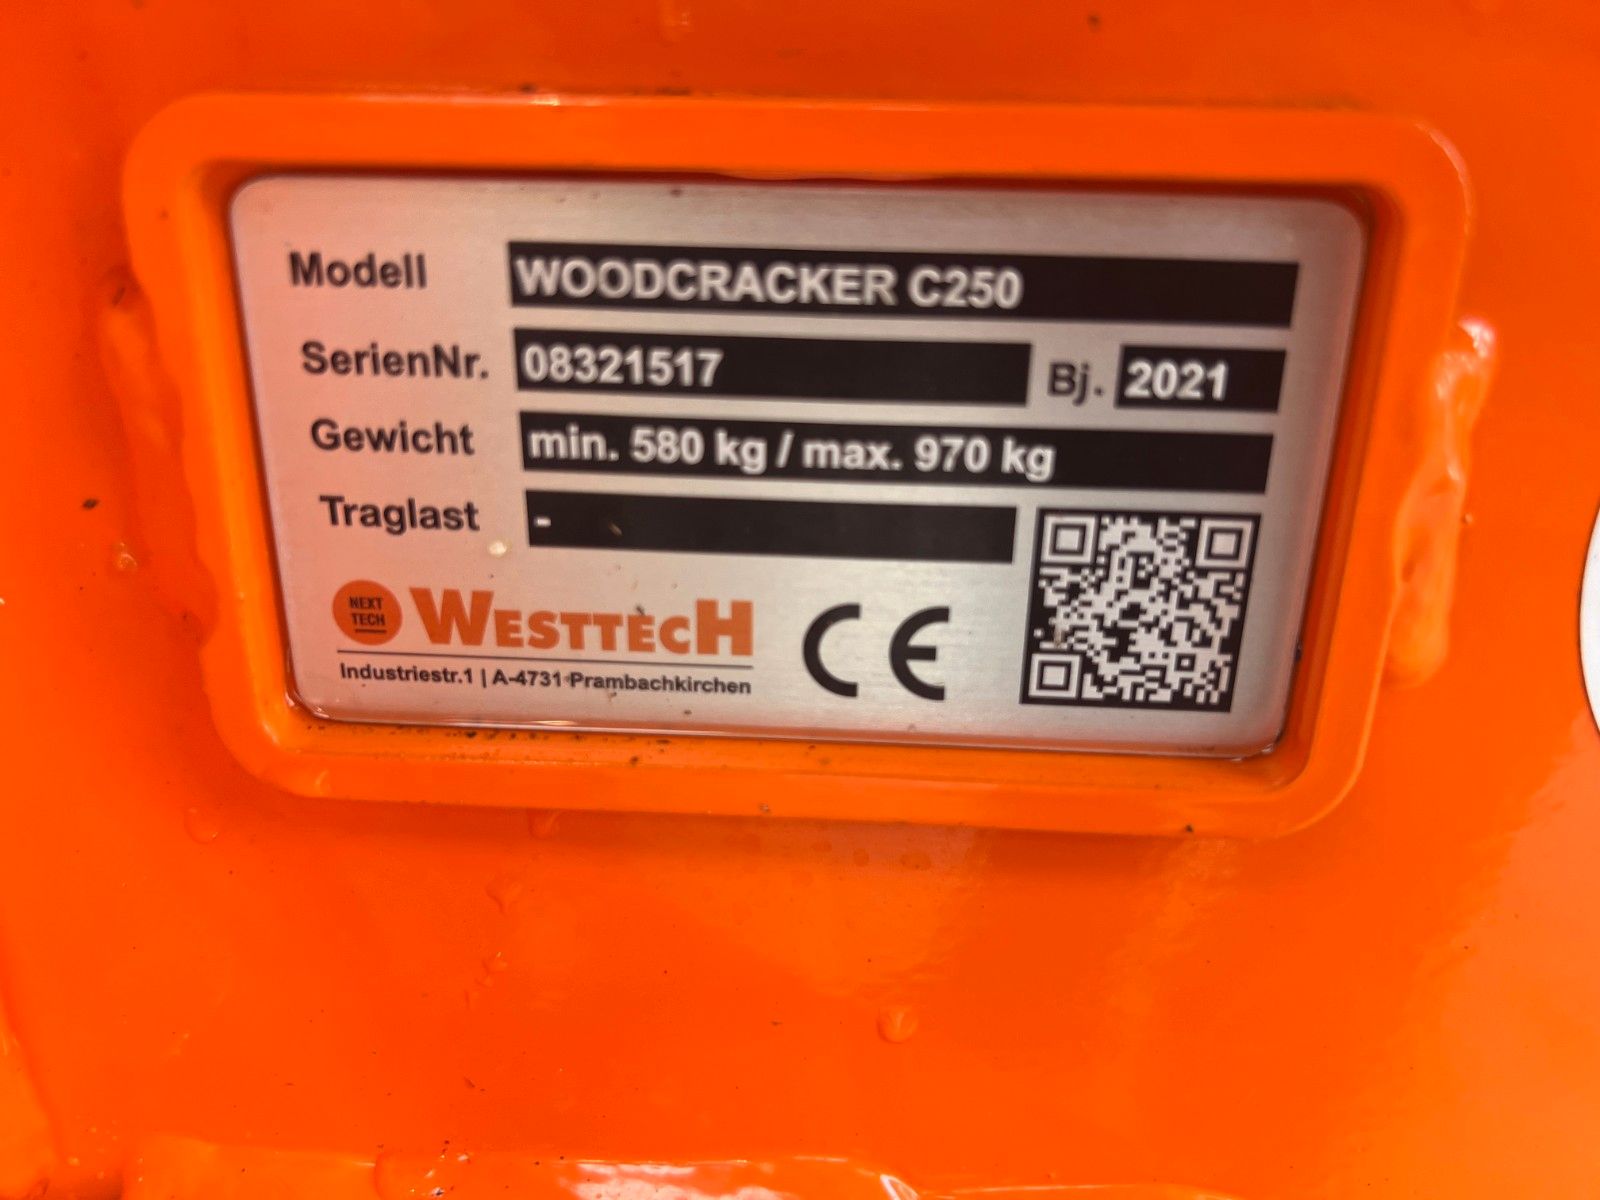 Modell WOODCRACKER C250
SerienNr. 08321517 Bj. 2021
Gewicht min. 580 kg / max. 970 kg
Traglast -
NEXT TECH WESTTECH CE
Industriestr.1 | A-4731 Prambachkirchen